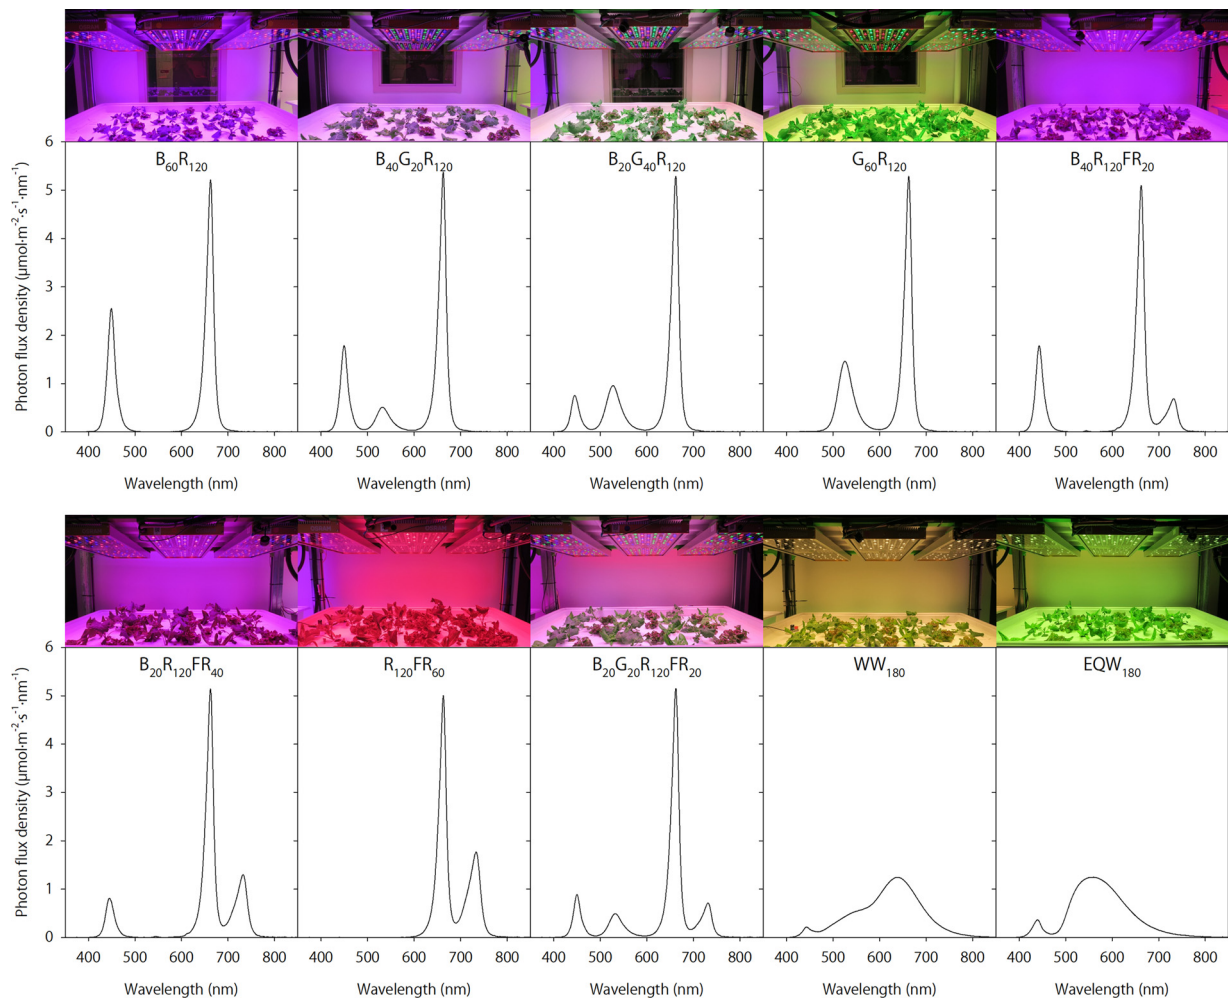 B60R120 B40G20R120 B20G40R120 G60R120 B40R120FR20
Photon flux density (µmol·m-2·s-1·nm-1)
6
5
4
3
2
1
0
400 500 600 700 800 400 500 600 700 800 400 500 600 700 800 400 500 600 700 800 400 500 600 700 800
Wavelength (nm) Wavelength (nm) Wavelength (nm) Wavelength (nm) Wavelength (nm)
B20R120FR40 R120FR60 B20G20R120FR20 WW180 EQW180
Photon flux density (µmol·m-2·s-1·nm-1)
6
5
4
3
2
1
0
400 500 600 700 800 400 500 600 700 800 400 500 600 700 800 400 500 600 700 800 400 500 600 700 800
Wavelength (nm) Wavelength (nm) Wavelength (nm) Wavelength (nm) Wavelength (nm)